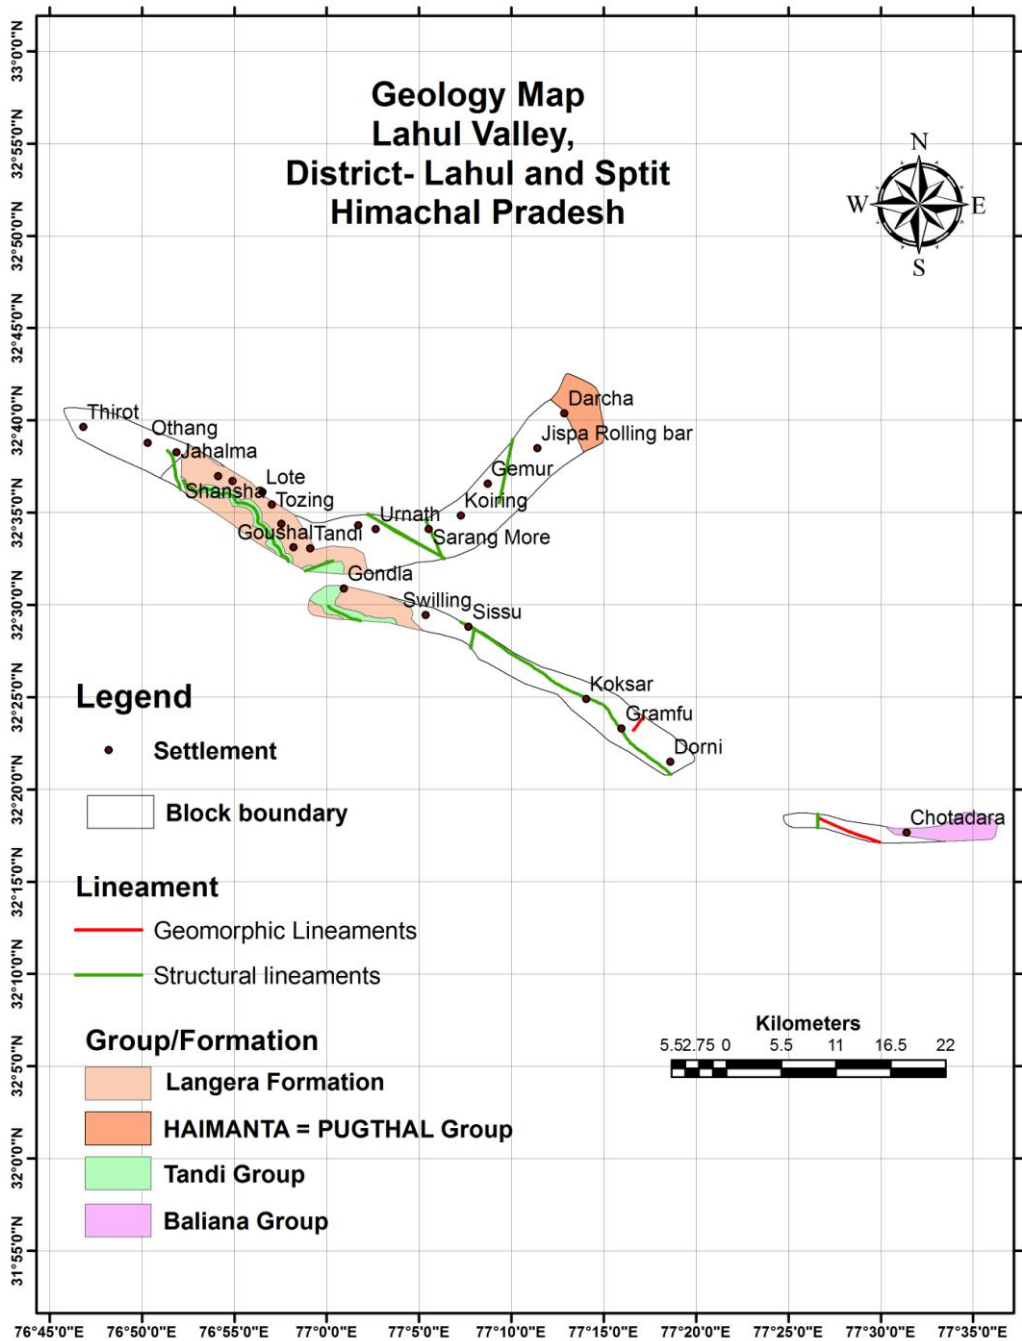 Geology Map
Lahul Valley,
District- Lahul and Sptit
Himachal Pradesh
N
W
E
S
33°0'0"N
32°55'0"N
32°50'0"N
32°45'0"N
32°40'0"N
32°35'0"N
32°30'0"N
32°25'0"N
32°20'0"N
32°15'0"N
32°10'0"N
32°5'0"N
32°0'0"N
31°55'0"N
Darcha
Thirot
Othang
Jispa Rolling bar
Jahalma
Gemur
Lote
Shansha
Koiring
Tozing
Urnath
Goushal
Tandi
Sarang More
Gondla
Swilling
Sissu
Koksar
Gramfu
Dorni
Chotadara
Legend
Settlement
Block boundary
Lineament
Geomorphic Lineaments
Structural lineaments
Group/Formation
Langera Formation
HAIMANTA = PUGTHAL Group
Tandi Group
Baliana Group
Kilometers
5.52.75 0 5.5 11 16.5 22
76°45'0"E 76°50'0"E 76°55'0"E 77°0'0"E 77°5'0"E 77°10'0"E 77°15'0"E 77°20'0"E 77°25'0"E 77°30'0"E 77°35'0"E